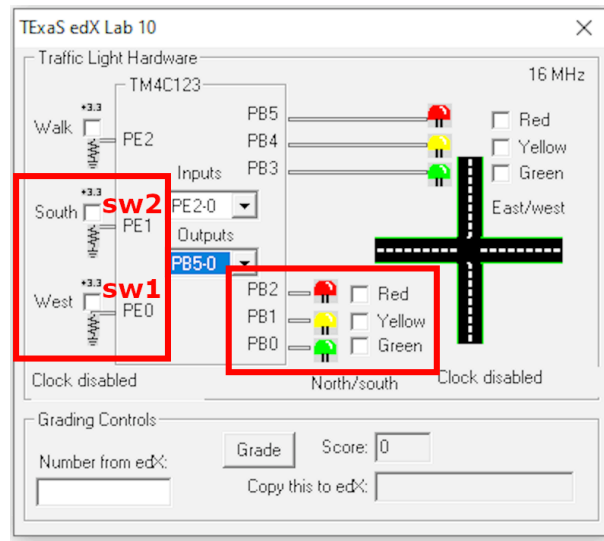 TExaS edX Lab 10
Traffic Light Hardware
16 MHz
TM4C123
+3.3
Walk
PE2
PB5
PB4
PB3
Red
Yellow
Green
Inputs
PE2-0
East/west
+3.3
South
sw2
PE1
Outputs
PB5-0
+3.3
West
sw1
PE0
PB2
PB1
PB0
Red
Yellow
Green
Clock disabled
North/south
Clock disabled
Grading Controls
Number from edX:
Grade
Score: 0
Copy this to edX: